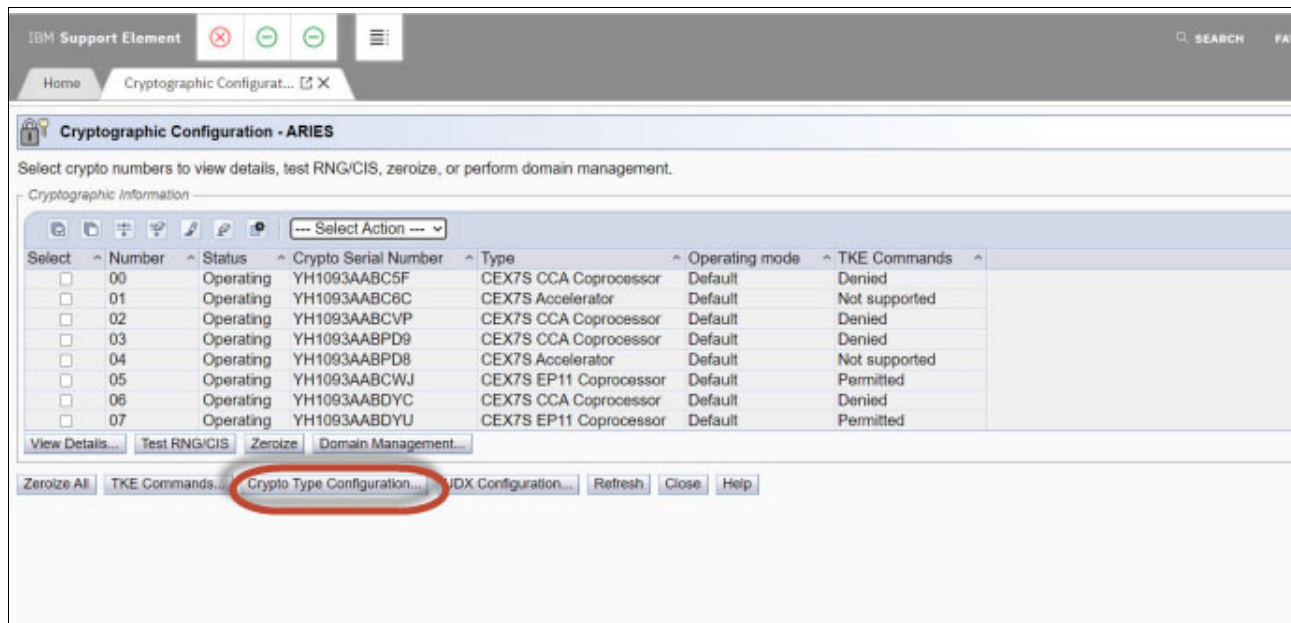 IBM Support Element SEARCH FA
Home Cryptographic Configurat...
Cryptographic Configuration - ARIES
Select crypto numbers to view details, test RNG/CIS, zeroize, or perform domain management.
Cryptographic Information
--- Select Action ---
Select Number Status Crypto Serial Number Type Operating mode TKE Commands
00 Operating YH1093AABC5F CEX7S CCA Coprocessor Default Denied
01 Operating YH1093AABC6C CEX7S Accelerator Default Not supported
02 Operating YH1093AABCVP CEX7S CCA Coprocessor Default Denied
03 Operating YH1093AABPD9 CEX7S CCA Coprocessor Default Denied
04 Operating YH1093AABPD8 CEX7S Accelerator Default Not supported
05 Operating YH1093AABCWJ CEX7S EP11 Coprocessor Default Permitted
06 Operating YH1093AABDYC CEX7S CCA Coprocessor Default Denied
07 Operating YH1093AABDYU CEX7S EP11 Coprocessor Default Permitted
View Details... Test RNG/CIS Zeroize Domain Management...
Zeroize All TKE Commands... Crypto Type Configuration... UDX Configuration... Refresh Close Help